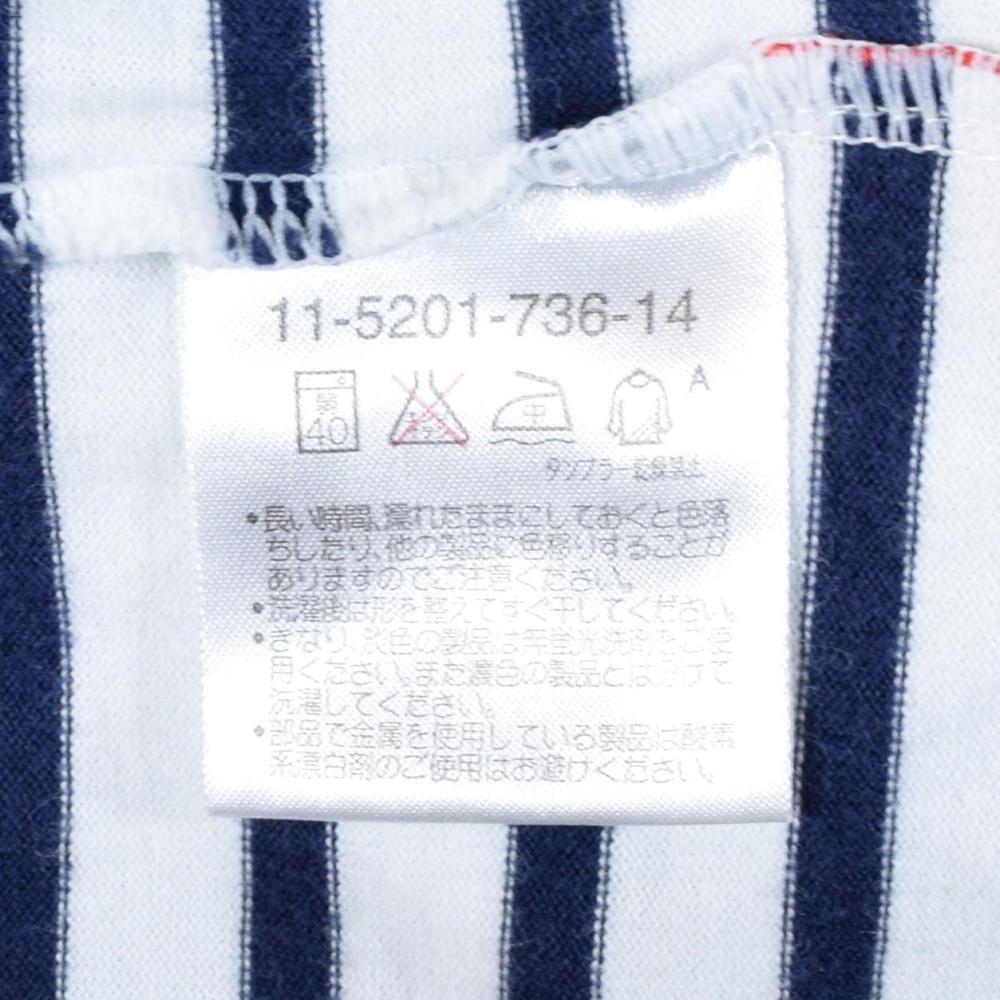 11-5201-736-14
弱
40
エンソ
サラシ
中
A
タンブラー乾燥禁止
•長い時間、濡れたままにしておくと色落
ちしたり、他の製品に色移りすることが
ありますのでご注意ください。
•洗濯後は形を整えてすぐ干してください。
•きなり、淡色の製品は無蛍光洗剤をご使
用ください。また濃色の製品とは分けて
洗濯してください。
•部品で金属を使用している製品は酸素
系漂白剤のご使用はお避けください。